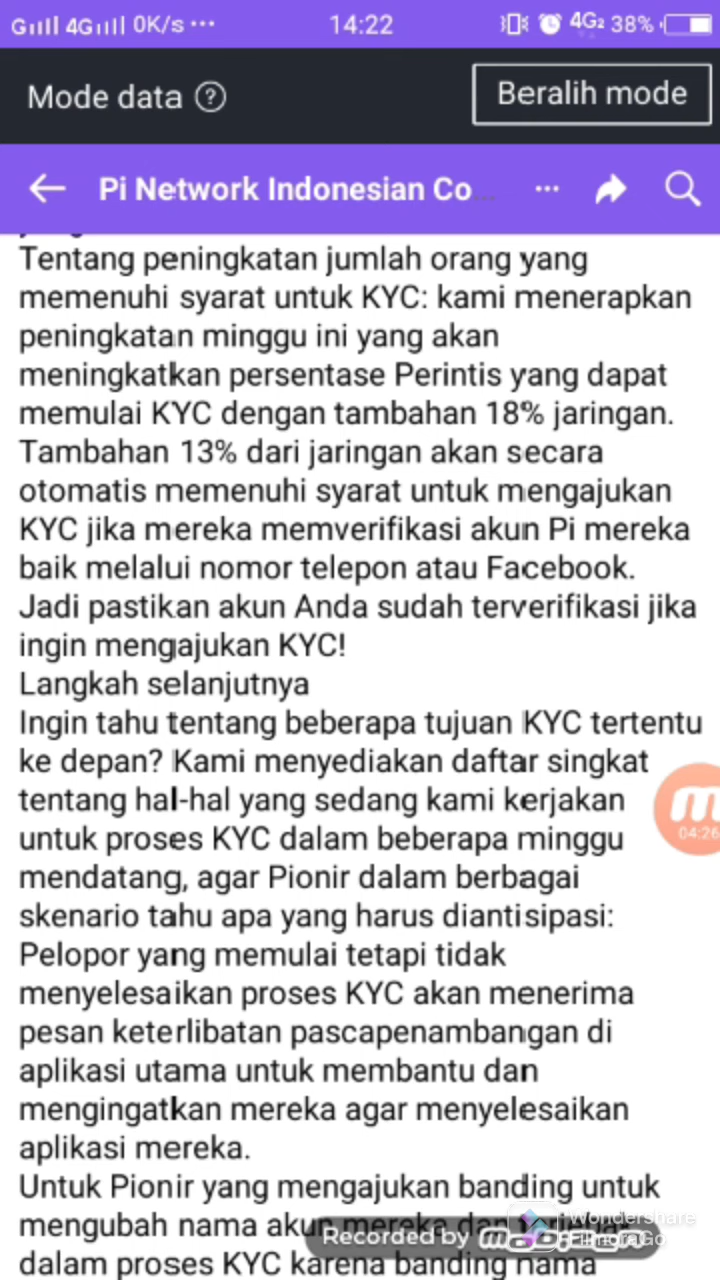 4G 0K/s ... 14:22 4G2 38%
Mode data ? Beralih mode
Pi Network Indonesian Co... ...
Tentang peningkatan jumlah orang yang
memenuhi syarat untuk KYC: kami menerapkan
peningkatan minggu ini yang akan
meningkatkan persentase Perintis yang dapat
memulai KYC dengan tambahan 18% jaringan.
Tambahan 13% dari jaringan akan secara
otomatis memenuhi syarat untuk mengajukan
KYC jika mereka memverifikasi akun Pi mereka
baik melalui nomor telepon atau Facebook.
Jadi pastikan akun Anda sudah terverifikasi jika
ingin mengajukan KYC!
Langkah selanjutnya
Ingin tahu tentang beberapa tujuan KYC tertentu
ke depan? Kami menyediakan daftar singkat
tentang hal-hal yang sedang kami kerjakan
04:26
untuk proses KYC dalam beberapa minggu
mendatang, agar Pionir dalam berbagai
skenario tahu apa yang harus diantisipasi:
Pelopor yang memulai tetapi tidak
menyelesaikan proses KYC akan menerima
pesan keterlibatan pascapenambangan di
aplikasi utama untuk membantu dan
mengingatkan mereka agar menyelesaikan
aplikasi mereka.
Untuk Pionir yang mengajukan banding untuk
mengubah nama akun mereka dan
dalam proses KYC karena banding nama
Recorded by
Wondershare
FilmoraGo